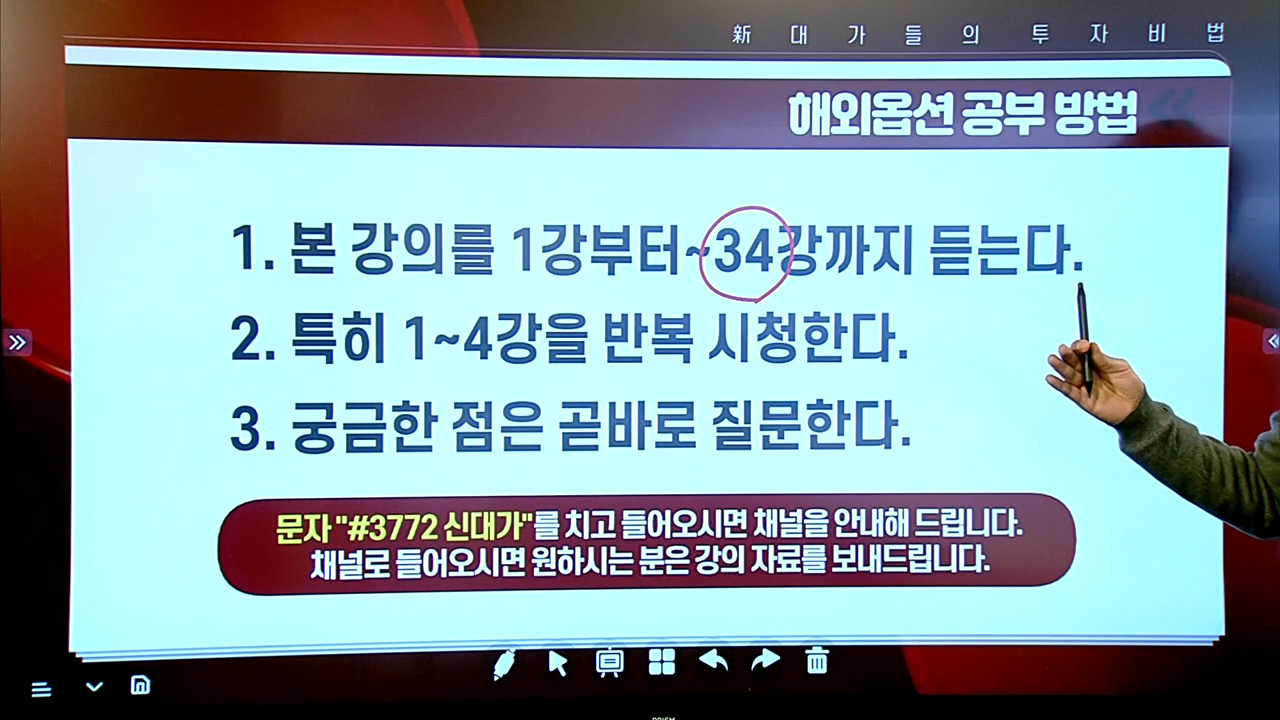 新대가들의 투자비법
해외옵션 공부 방법
1. 본 강의를 1강부터~34강까지 듣는다.
2. 특히 1~4강을 반복 시청한다.
3. 궁금한 점은 곧바로 질문한다.
문자 "#3772 신대가"를 치고 들어오시면 채널을 안내해 드립니다.
채널로 들어오시면 원하시는 분은 강의 자료를 보내드립니다.